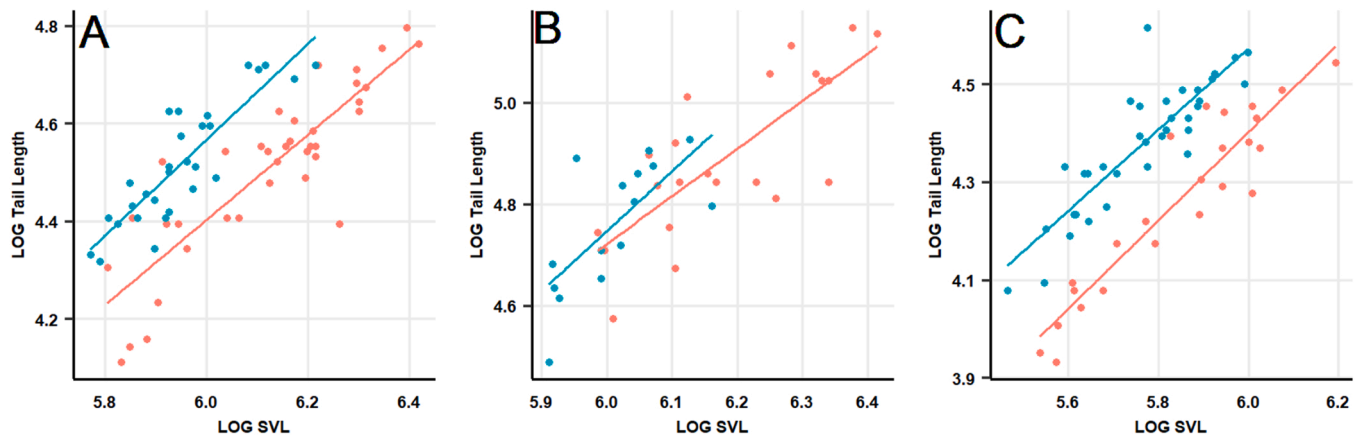 A
4.8
4.6
4.4
4.2
LOG Tail Length
5.8 6.0 6.2 6.4
LOG SVL
B
5.0
4.8
4.6
LOG Tail Length
5.9 6.0 6.1 6.2 6.3 6.4
LOG SVL
C
4.5
4.3
4.1
3.9
LOG Tail Length
5.6 5.8 6.0 6.2
LOG SVL